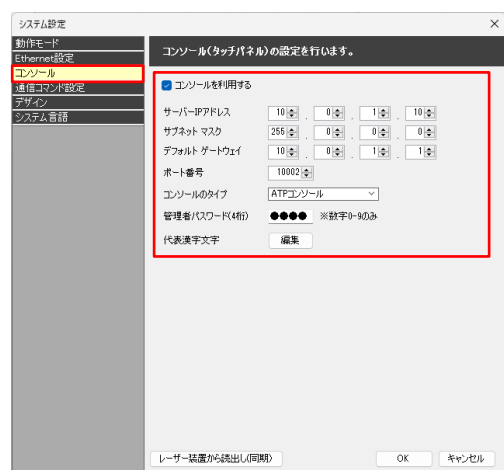 システム設定
動作モード
Ethernet設定
コンソール
通信コマンド設定
デザイン
システム言語
コンソール(タッチパネル)の設定を行います。
コンソールを利用する
サーバーIPアドレス 10 . 0 . 1 . 10
サブネット マスク 255 . 0 . 0 . 0
デフォルト ゲートウェイ 10 . 0 . 1 . 1
ポート番号 10002
コンソールのタイプ ATPコンソール
管理者パスワード(4桁) ●●●● ※数字0-9のみ
代表漢字文字 編集
レーザー装置から読出し(同期) OK キャンセル